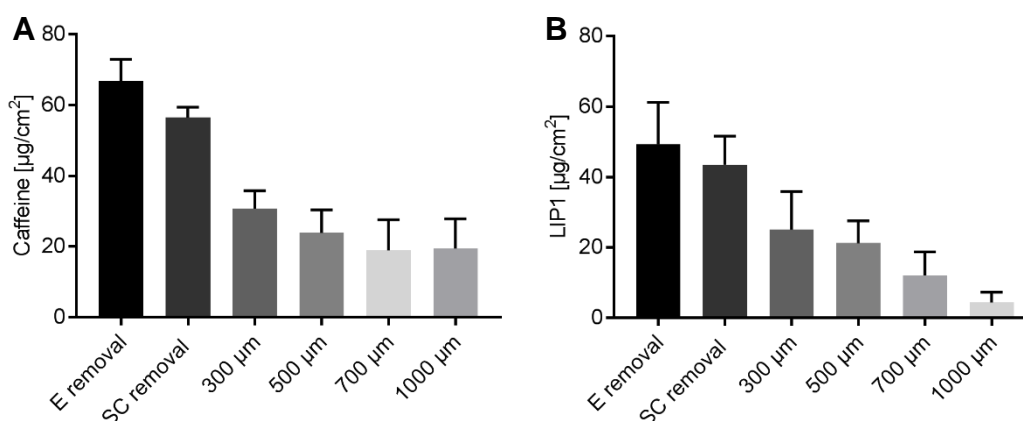 A
Caffeine [µg/cm²]
80
60
40
20
0
E removal
SC removal
300 µm
500 µm
700 µm
1000 µm
B
LIP1 [µg/cm²]
80
60
40
20
0
E removal
SC removal
300 µm
500 µm
700 µm
1000 µm